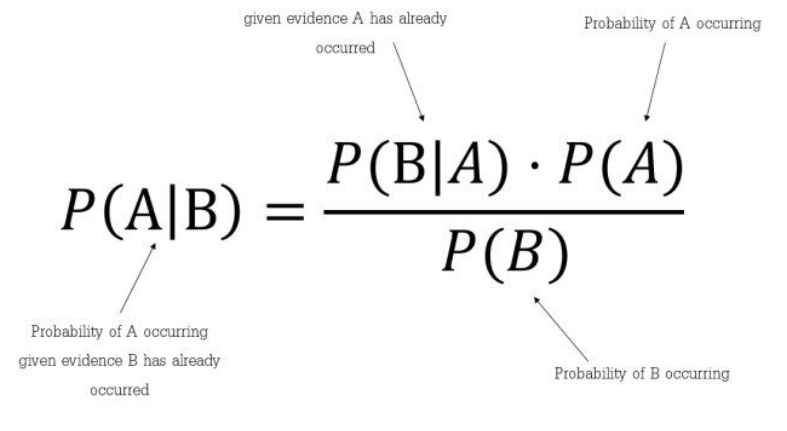 given evidence A has already
occurred
Probability of A occurring
P(A|B) = P(B|A) · P(A)
P(B)
Probability of A occurring
given evidence B has already
occurred
Probability of B occurring